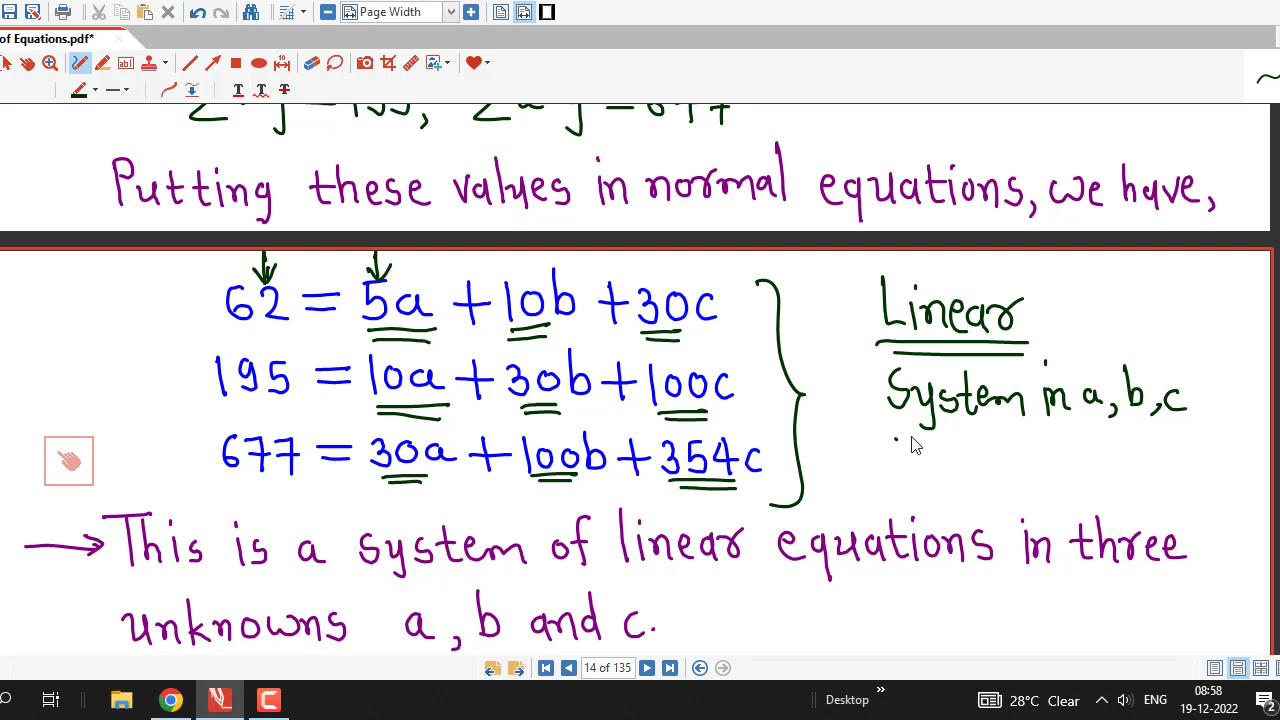 Page Width
of Equations.pdf*
Putting these values in normal equations, we have,
62 = 5a + 10b + 30c
195 = 10a + 30b + 100c
677 = 30a + 100b + 354c
Linear
System in a, b, c
→ This is a system of linear equations in three
unknowns a, b and c.
14 of 135
Desktop
»
28°C Clear
ENG
08:58
19-12-2022
2